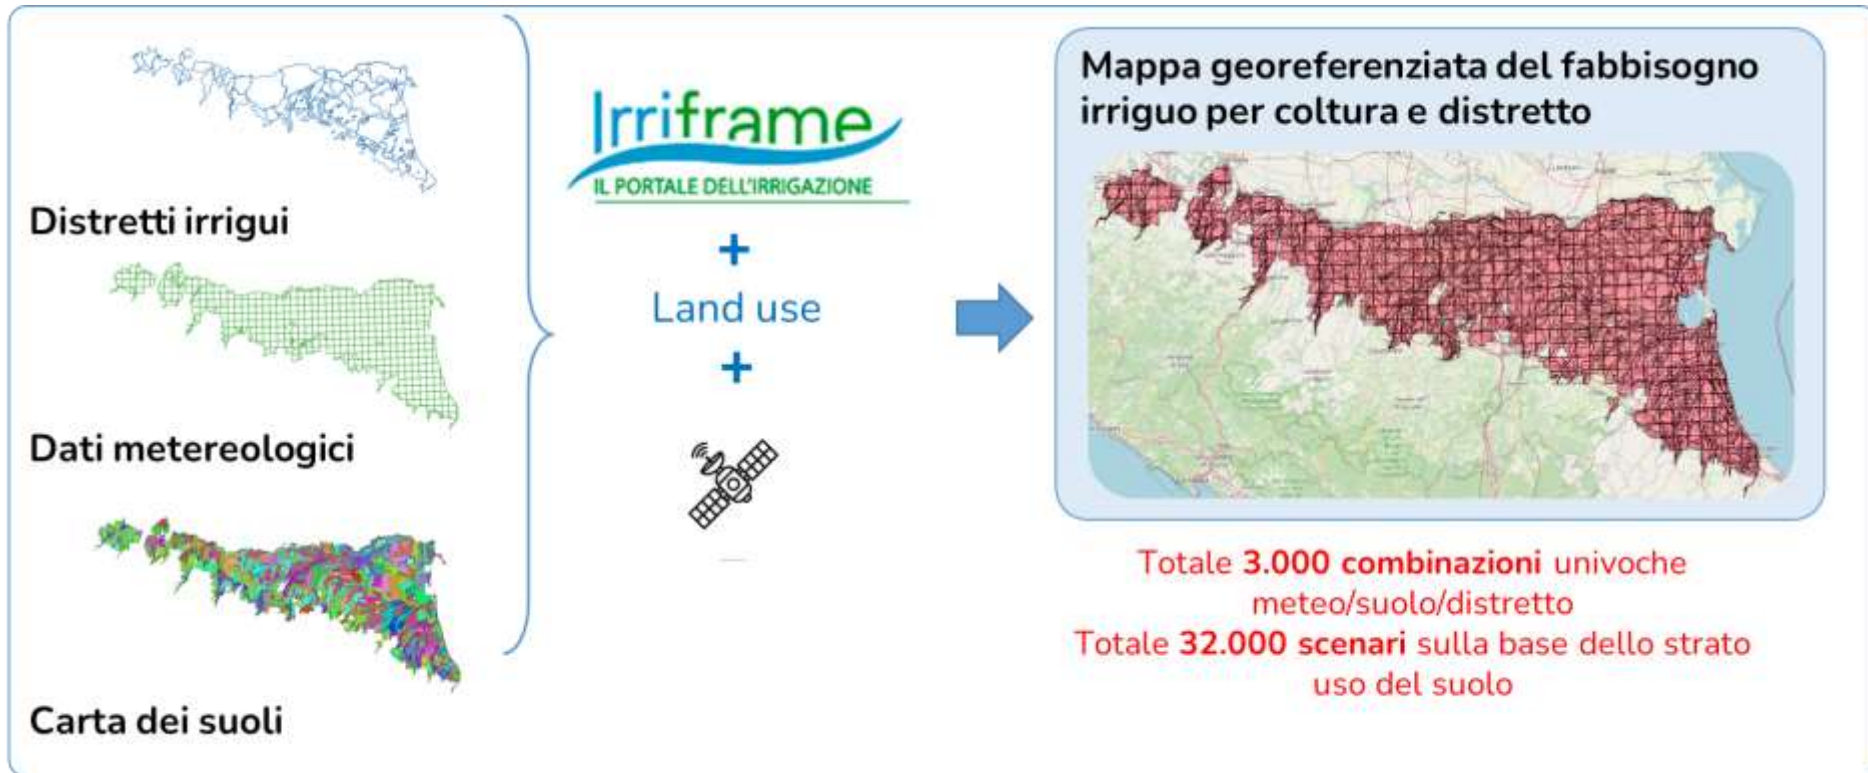 Distretti irrigui
Dati metereologici
Carta dei suoli
Irriframe
IL PORTALE DELL'IRRIGAZIONE
+
Land use
+
Mappa georeferenziata del fabbisogno
irriguo per coltura e distretto
Totale 3.000 combinazioni univoche
meteo/suolo/distretto
Totale 32.000 scenari sulla base dello strato
uso del suolo